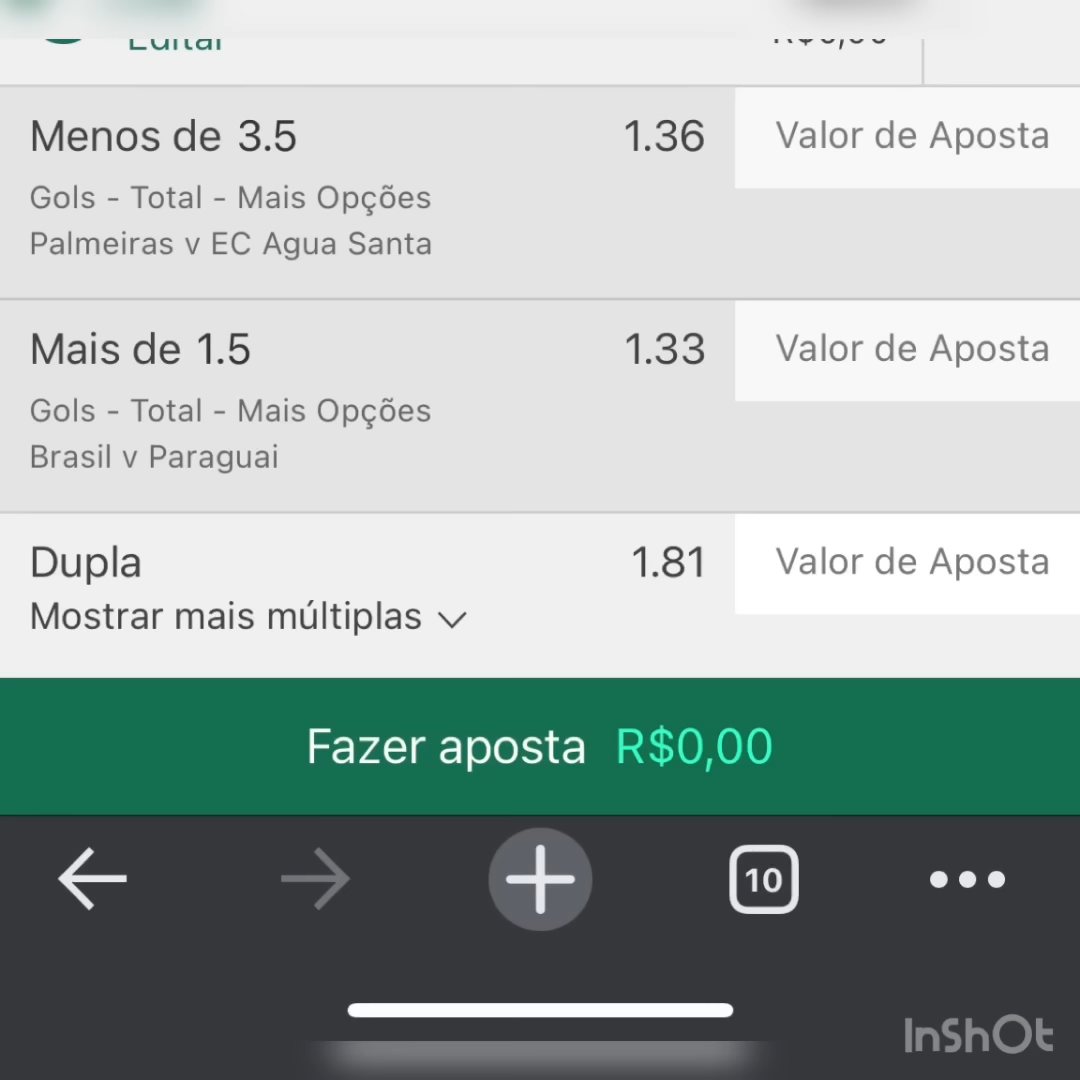 Editar
Menos de 3.5 1.36 Valor de Aposta
Gols - Total - Mais Opções
Palmeiras v EC Agua Santa
Mais de 1.5 1.33 Valor de Aposta
Gols - Total - Mais Opções
Brasil v Paraguai
Dupla 1.81 Valor de Aposta
Mostrar mais múltiplas
Fazer aposta R$0,00
10
InShOt